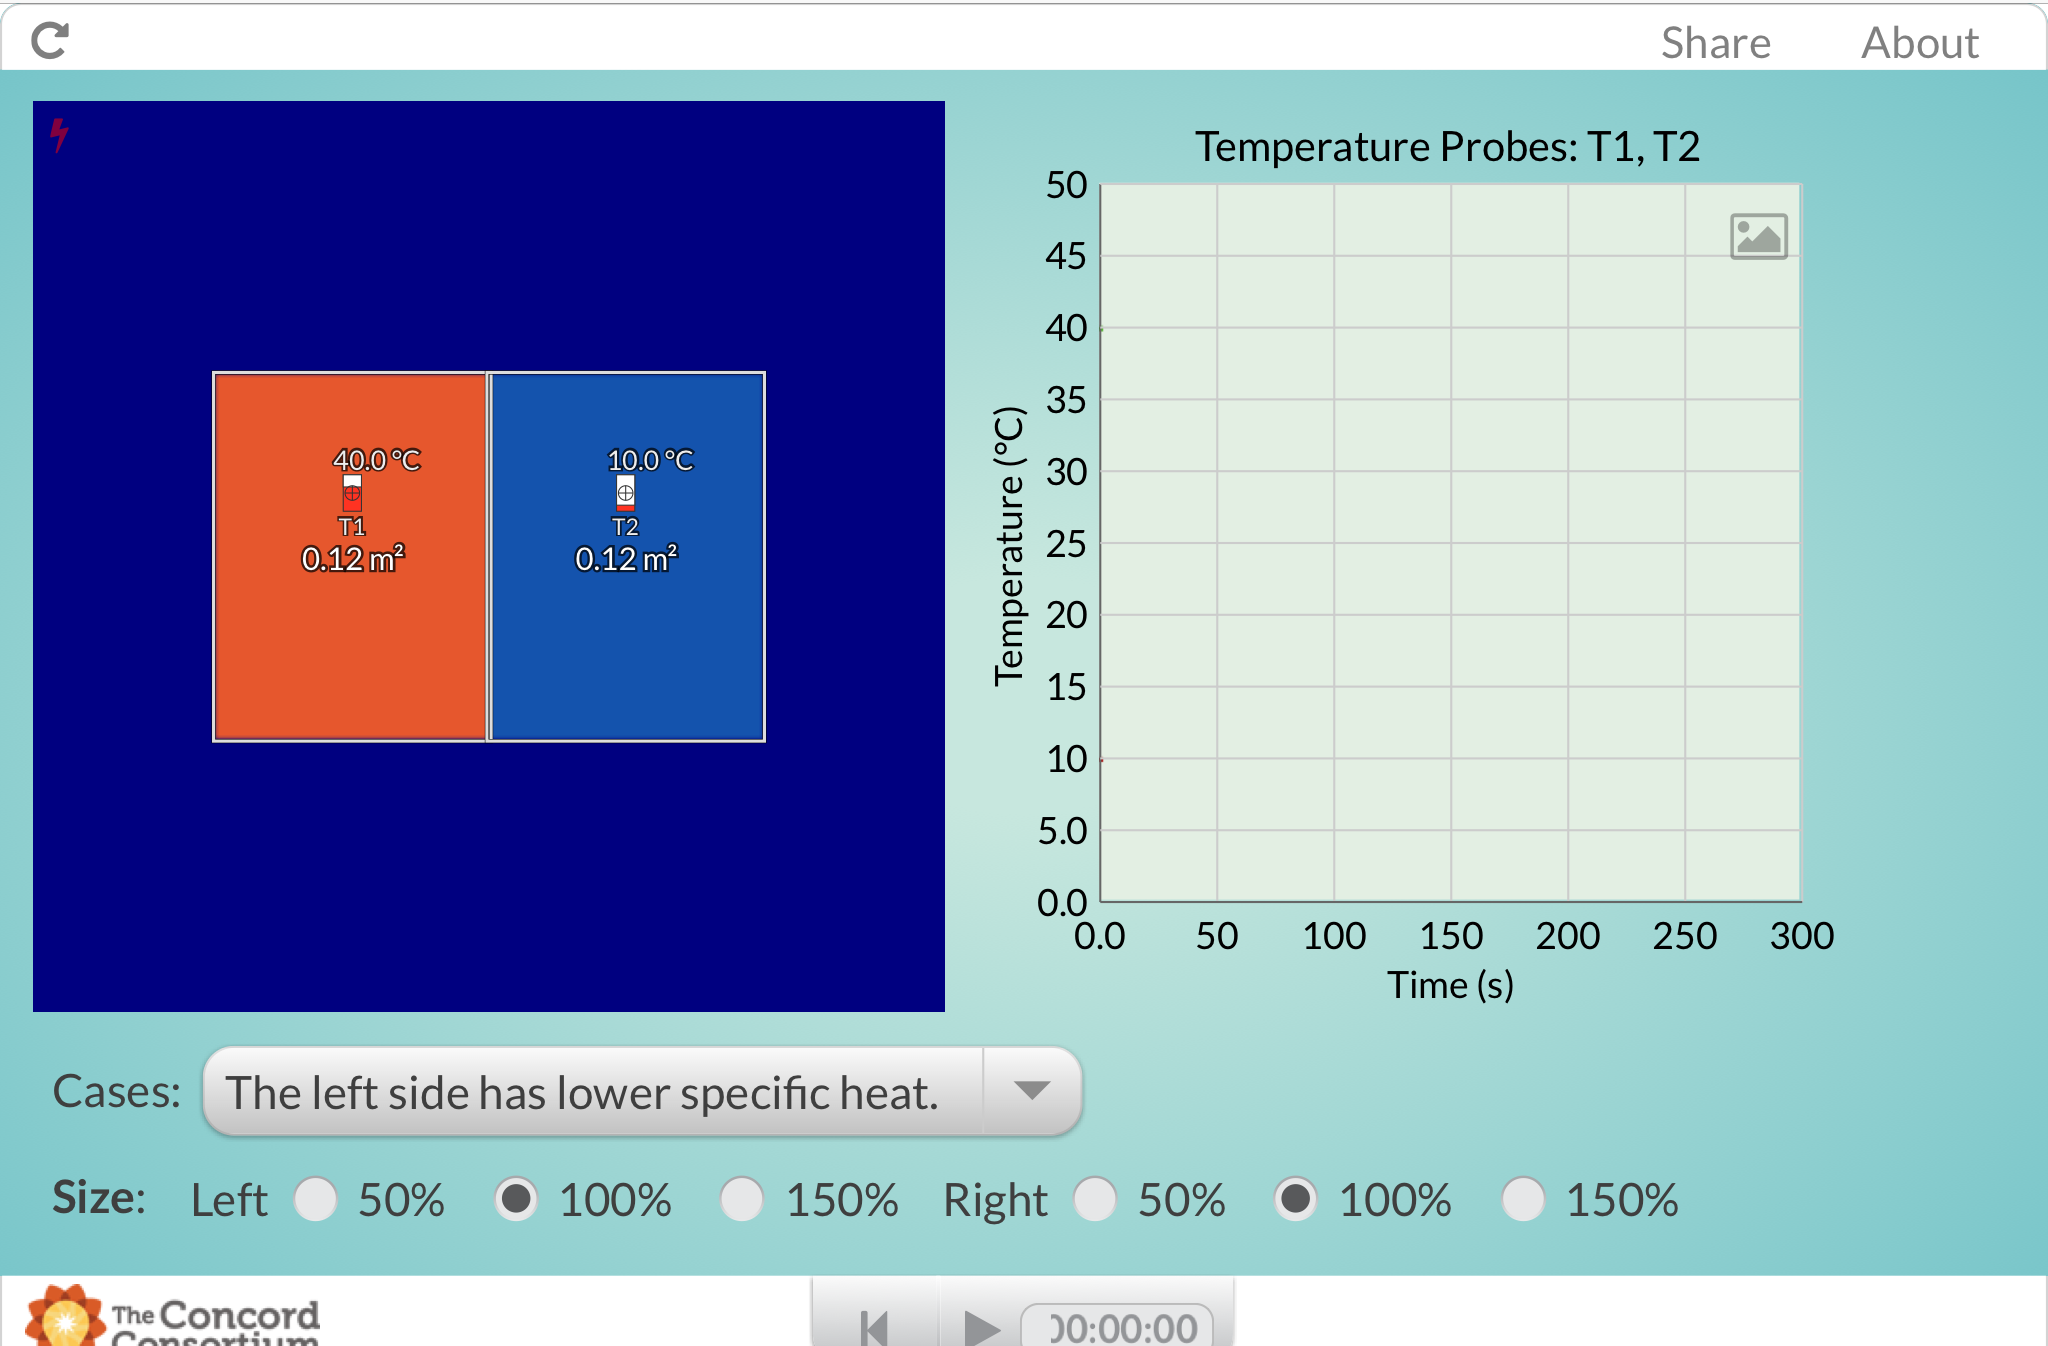 Share About
Temperature Probes: T1, T2
50
45
40
35
30
25
20
15
10
5.0
0.0
Temperature (°C)
0.0 50 100 150 200 250 300
Time (s)
40.0 °C 10.0 °C
T1 T2
0.12 m² 0.12 m²
Cases: The left side has lower specific heat.
Size: Left 50% 100% 150% Right 50% 100% 150%
The Concord
Consortium
00:00:00